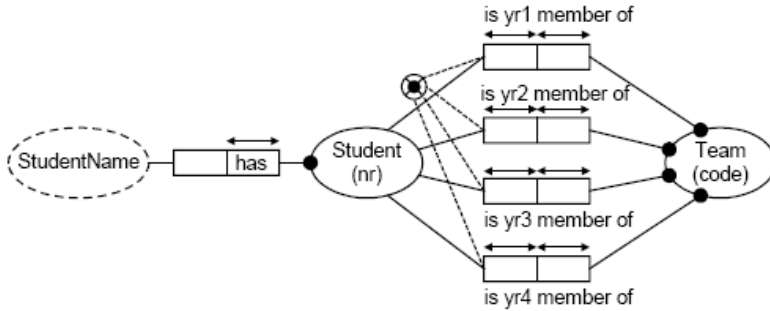 is yr1 member of
is yr2 member of
StudentName
has
Student
(nr)
Team
(code)
is yr3 member of
is yr4 member of